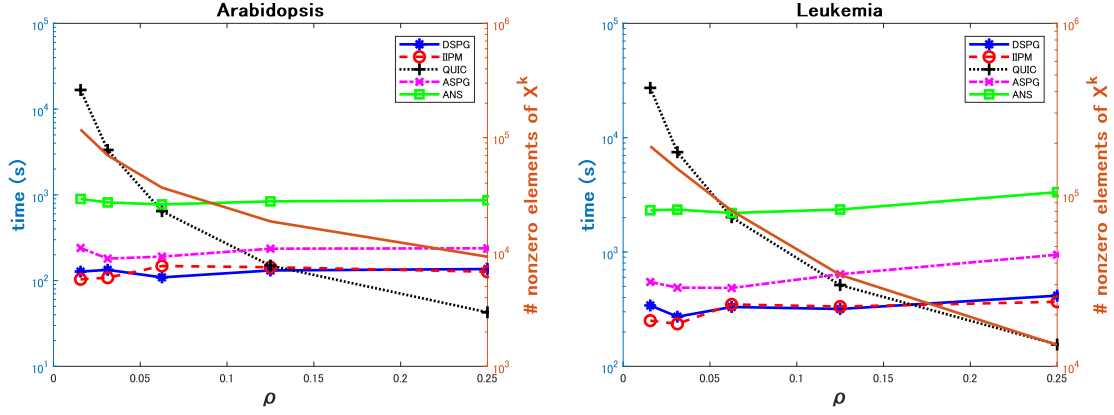 Arabidopsis
time (s)
10^5
10^4
10^3
10^2
10^1
0
0.05
0.1
0.15
0.2
0.25
ρ
10^6
10^5
10^4
10^3
# nonzero elements of X^k
DSPG
IIPM
QUIC
ASPG
ANS
Leukemia
time (s)
10^5
10^4
10^3
10^2
0
0.05
0.1
0.15
0.2
0.25
ρ
10^6
10^5
10^4
# nonzero elements of X^k
DSPG
IIPM
QUIC
ASPG
ANS